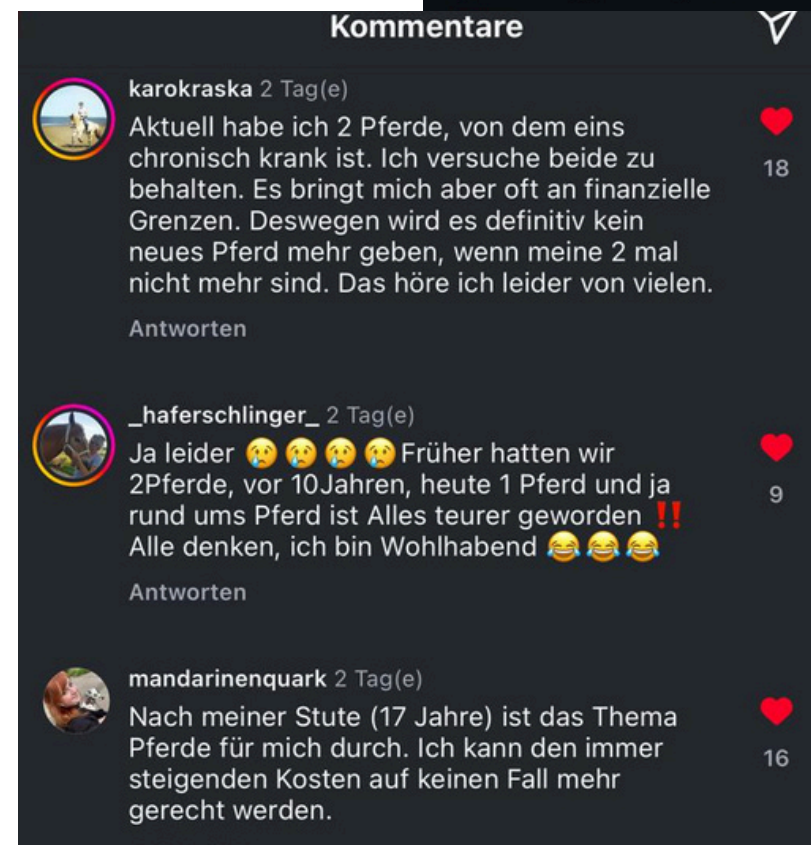 Kommentare
karokraska 2 Tag(e)
Aktuell habe ich 2 Pferde, von dem eins
chronisch krank ist. Ich versuche beide zu
behalten. Es bringt mich aber oft an finanzielle
Grenzen. Deswegen wird es definitiv kein
neues Pferd mehr geben, wenn meine 2 mal
nicht mehr sind. Das höre ich leider von vielen.
18
Antworten
_haferschlinger_ 2 Tag(e)
Ja leider 😢😢😢😢Früher hatten wir
2Pferde, vor 10Jahren, heute 1 Pferd und ja
rund ums Pferd ist Alles teurer geworden ‼️
Alle denken, ich bin Wohlhabend 😂😂😂
9
Antworten
mandarinenquark 2 Tag(e)
Nach meiner Stute (17 Jahre) ist das Thema
Pferde für mich durch. Ich kann den immer
steigenden Kosten auf keinen Fall mehr
gerecht werden.
16